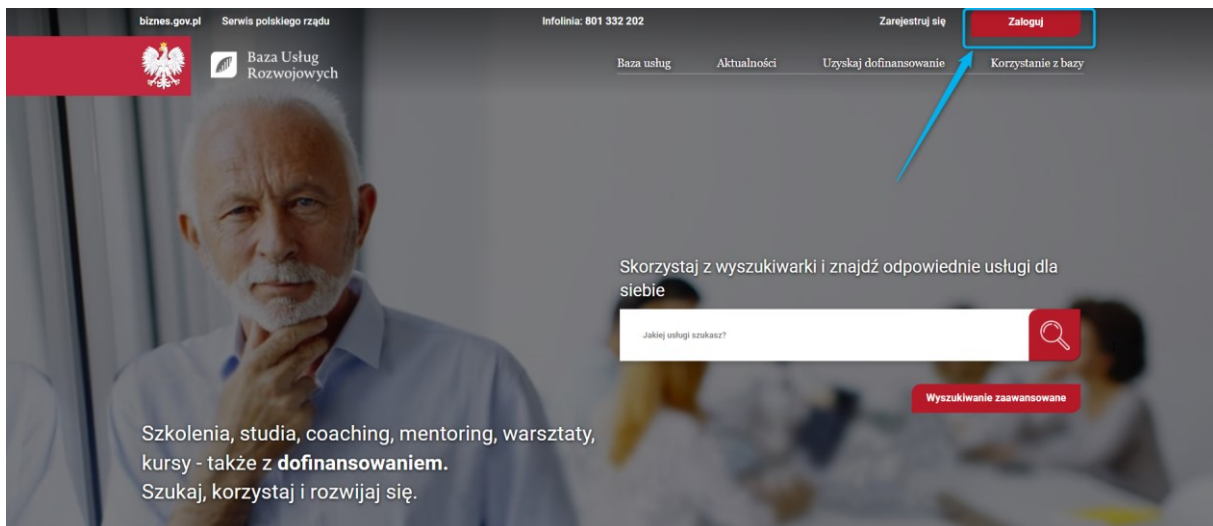 biznes.gov.pl Serwis polskiego rządu Infolinia: 801 332 202 Zarejestruj się Zaloguj
Baza Usług
Rozwojowych
Baza usług Aktualności Uzyskaj dofinansowanie Korzystanie z bazy
Skorzystaj z wyszukiwarki i znajdź odpowiednie usługi dla
siebie
Jakiej usługi szukasz?
Wyszukiwanie zaawansowane
Szkolenia, studia, coaching, mentoring, warsztaty,
kursy - także z dofinansowaniem.
Szukaj, korzystaj i rozwijaj się.